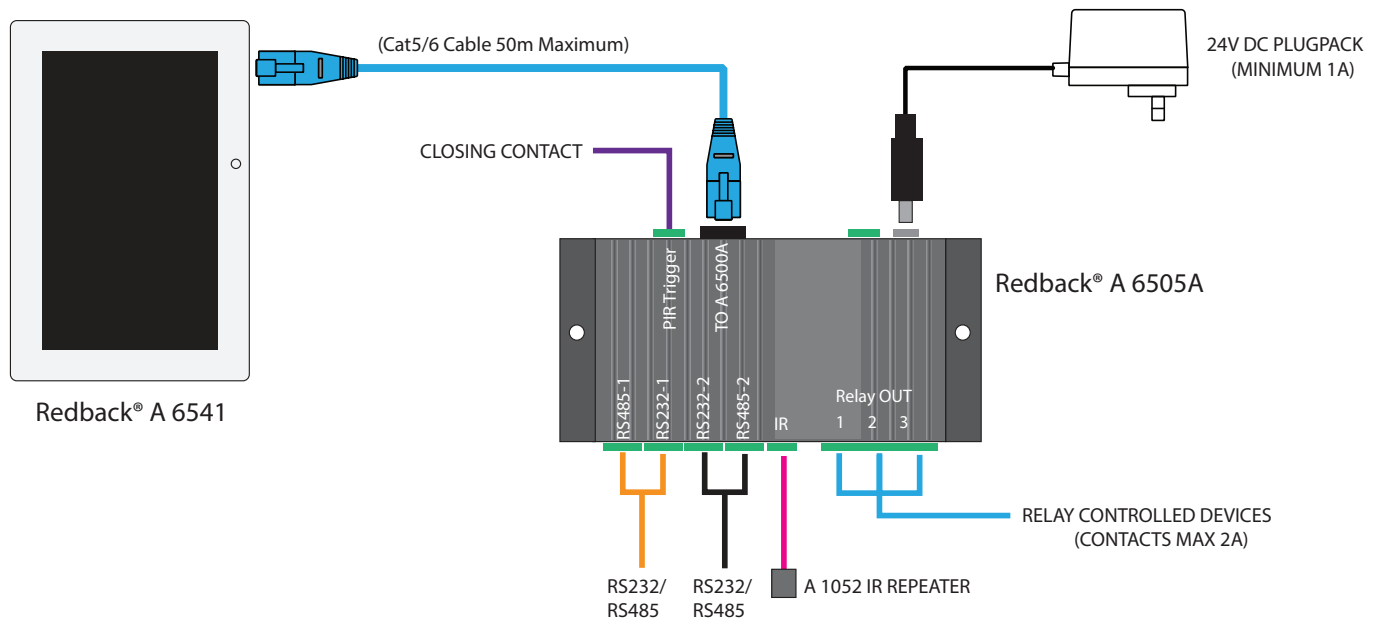 (Cat5/6 Cable 50m Maximum)
24V DC PLUGPACK
(MINIMUM 1A)
CLOSING CONTACT
Redback® A 6505A
PIR Trigger
TO A 6500A
Redback® A 6541
RS485-1
RS232-1
RS232-2
RS485-2
IR
Relay OUT
1 2 3
RELAY CONTROLLED DEVICES
(CONTACTS MAX 2A)
RS232/
RS485
RS232/
RS485
A 1052 IR REPEATER